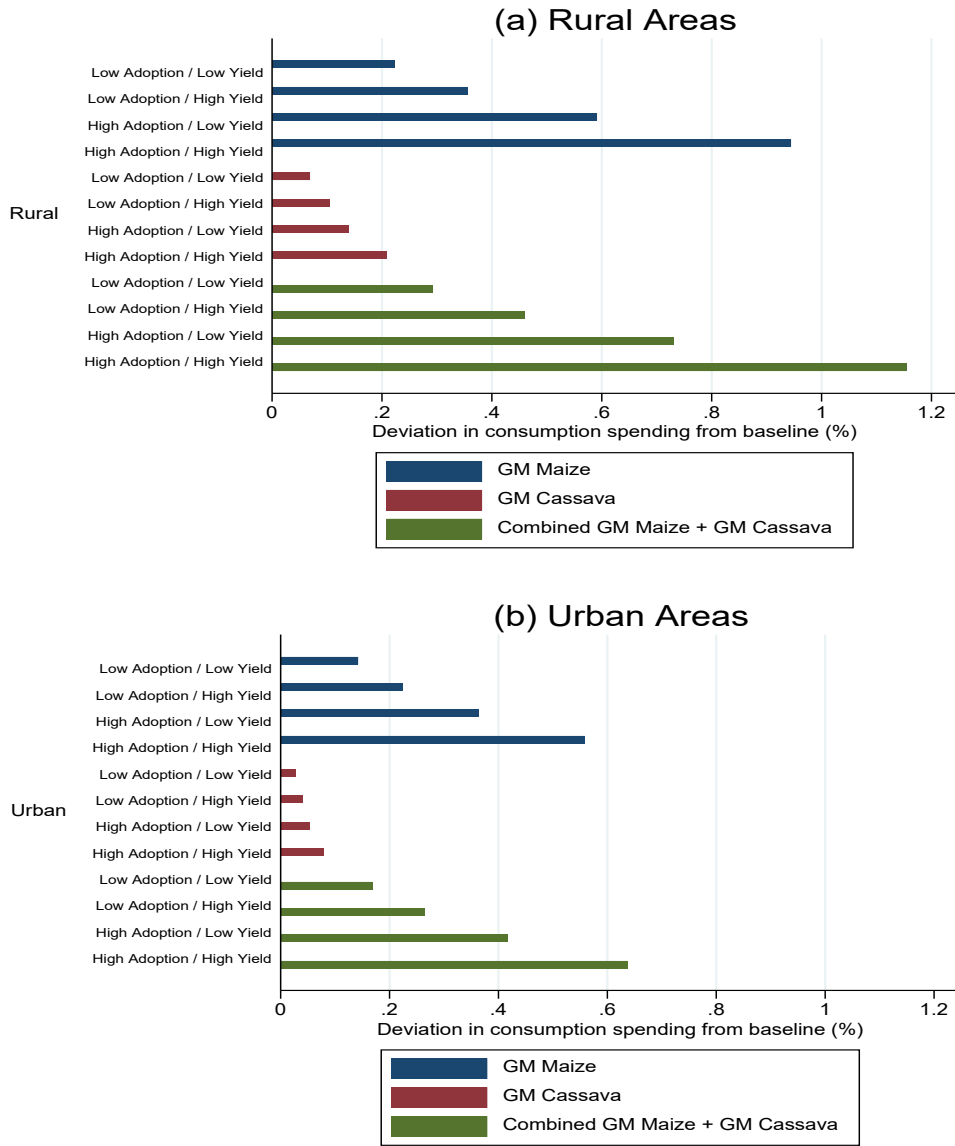 (a) Rural Areas
Low Adoption / Low Yield
Low Adoption / High Yield
High Adoption / Low Yield
High Adoption / High Yield
Low Adoption / Low Yield
Low Adoption / High Yield
Rural
High Adoption / Low Yield
High Adoption / High Yield
Low Adoption / Low Yield
Low Adoption / High Yield
High Adoption / Low Yield
High Adoption / High Yield
0 .2 .4 .6 .8 1 1.2
Deviation in consumption spending from baseline (%)
GM Maize
GM Cassava
Combined GM Maize + GM Cassava
(b) Urban Areas
Low Adoption / Low Yield
Low Adoption / High Yield
High Adoption / Low Yield
High Adoption / High Yield
Low Adoption / Low Yield
Low Adoption / High Yield
Urban
High Adoption / Low Yield
High Adoption / High Yield
Low Adoption / Low Yield
Low Adoption / High Yield
High Adoption / Low Yield
High Adoption / High Yield
0 .2 .4 .6 .8 1 1.2
Deviation in consumption spending from baseline (%)
GM Maize
GM Cassava
Combined GM Maize + GM Cassava